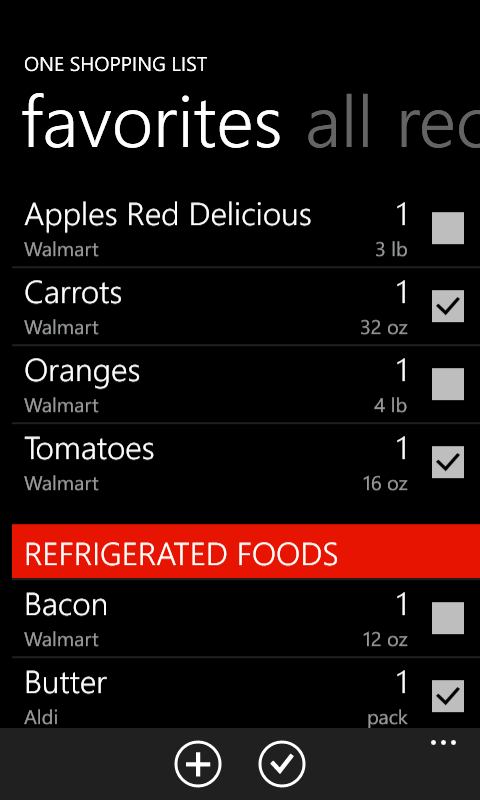 ONE SHOPPING LIST
favorites all rec
Apples Red Delicious 1
Walmart 3 lb
Carrots 1
Walmart 32 oz
Oranges 1
Walmart 4 lb
Tomatoes 1
Walmart 16 oz
REFRIGERATED FOODS
Bacon 1
Walmart 12 oz
Butter 1
Aldi pack